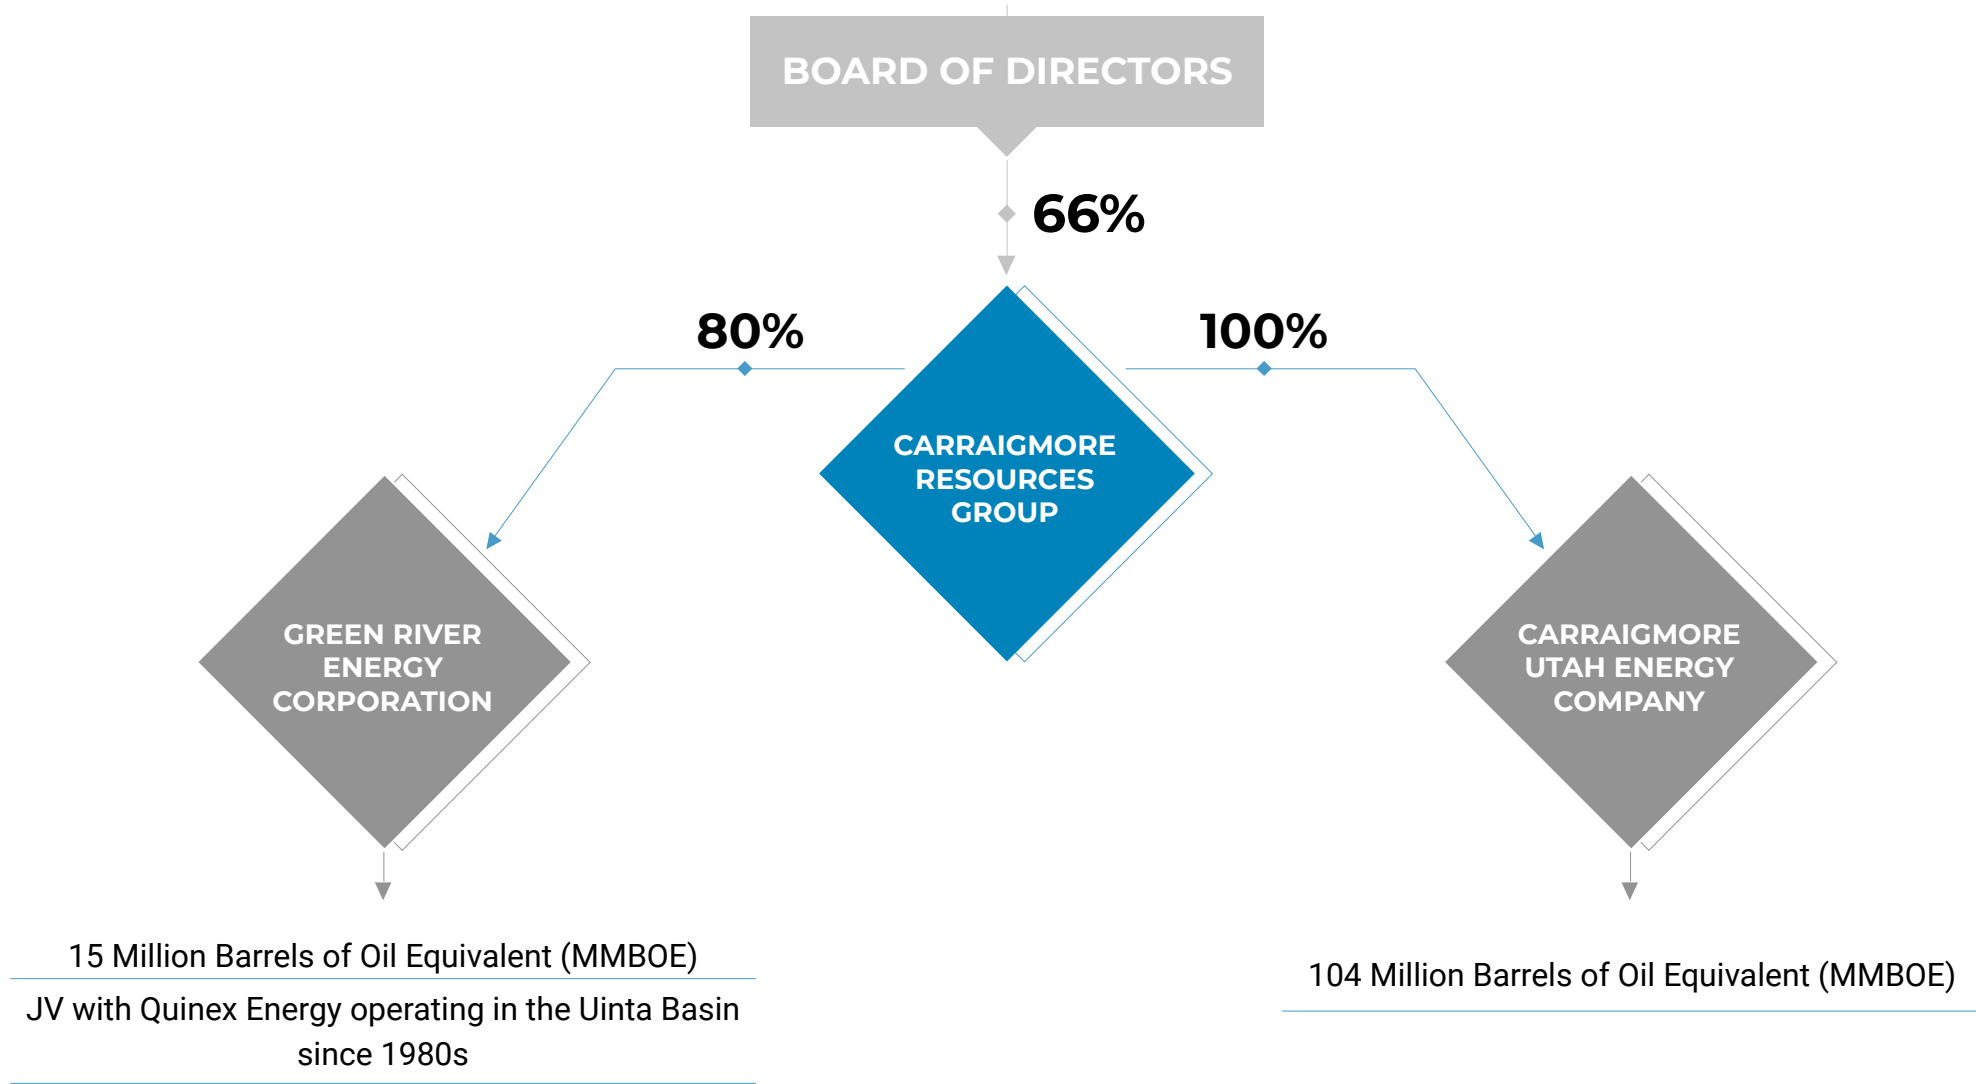 BOARD OF DIRECTORS
66%
80%
100%
CARRAIGMORE
RESOURCES
GROUP
GREEN RIVER
ENERGY
CORPORATION
CARRAIGMORE
UTAH ENERGY
COMPANY
15 Million Barrels of Oil Equivalent (MMBOE)
JV with Quinex Energy operating in the Uinta Basin
since 1980s
104 Million Barrels of Oil Equivalent (MMBOE)